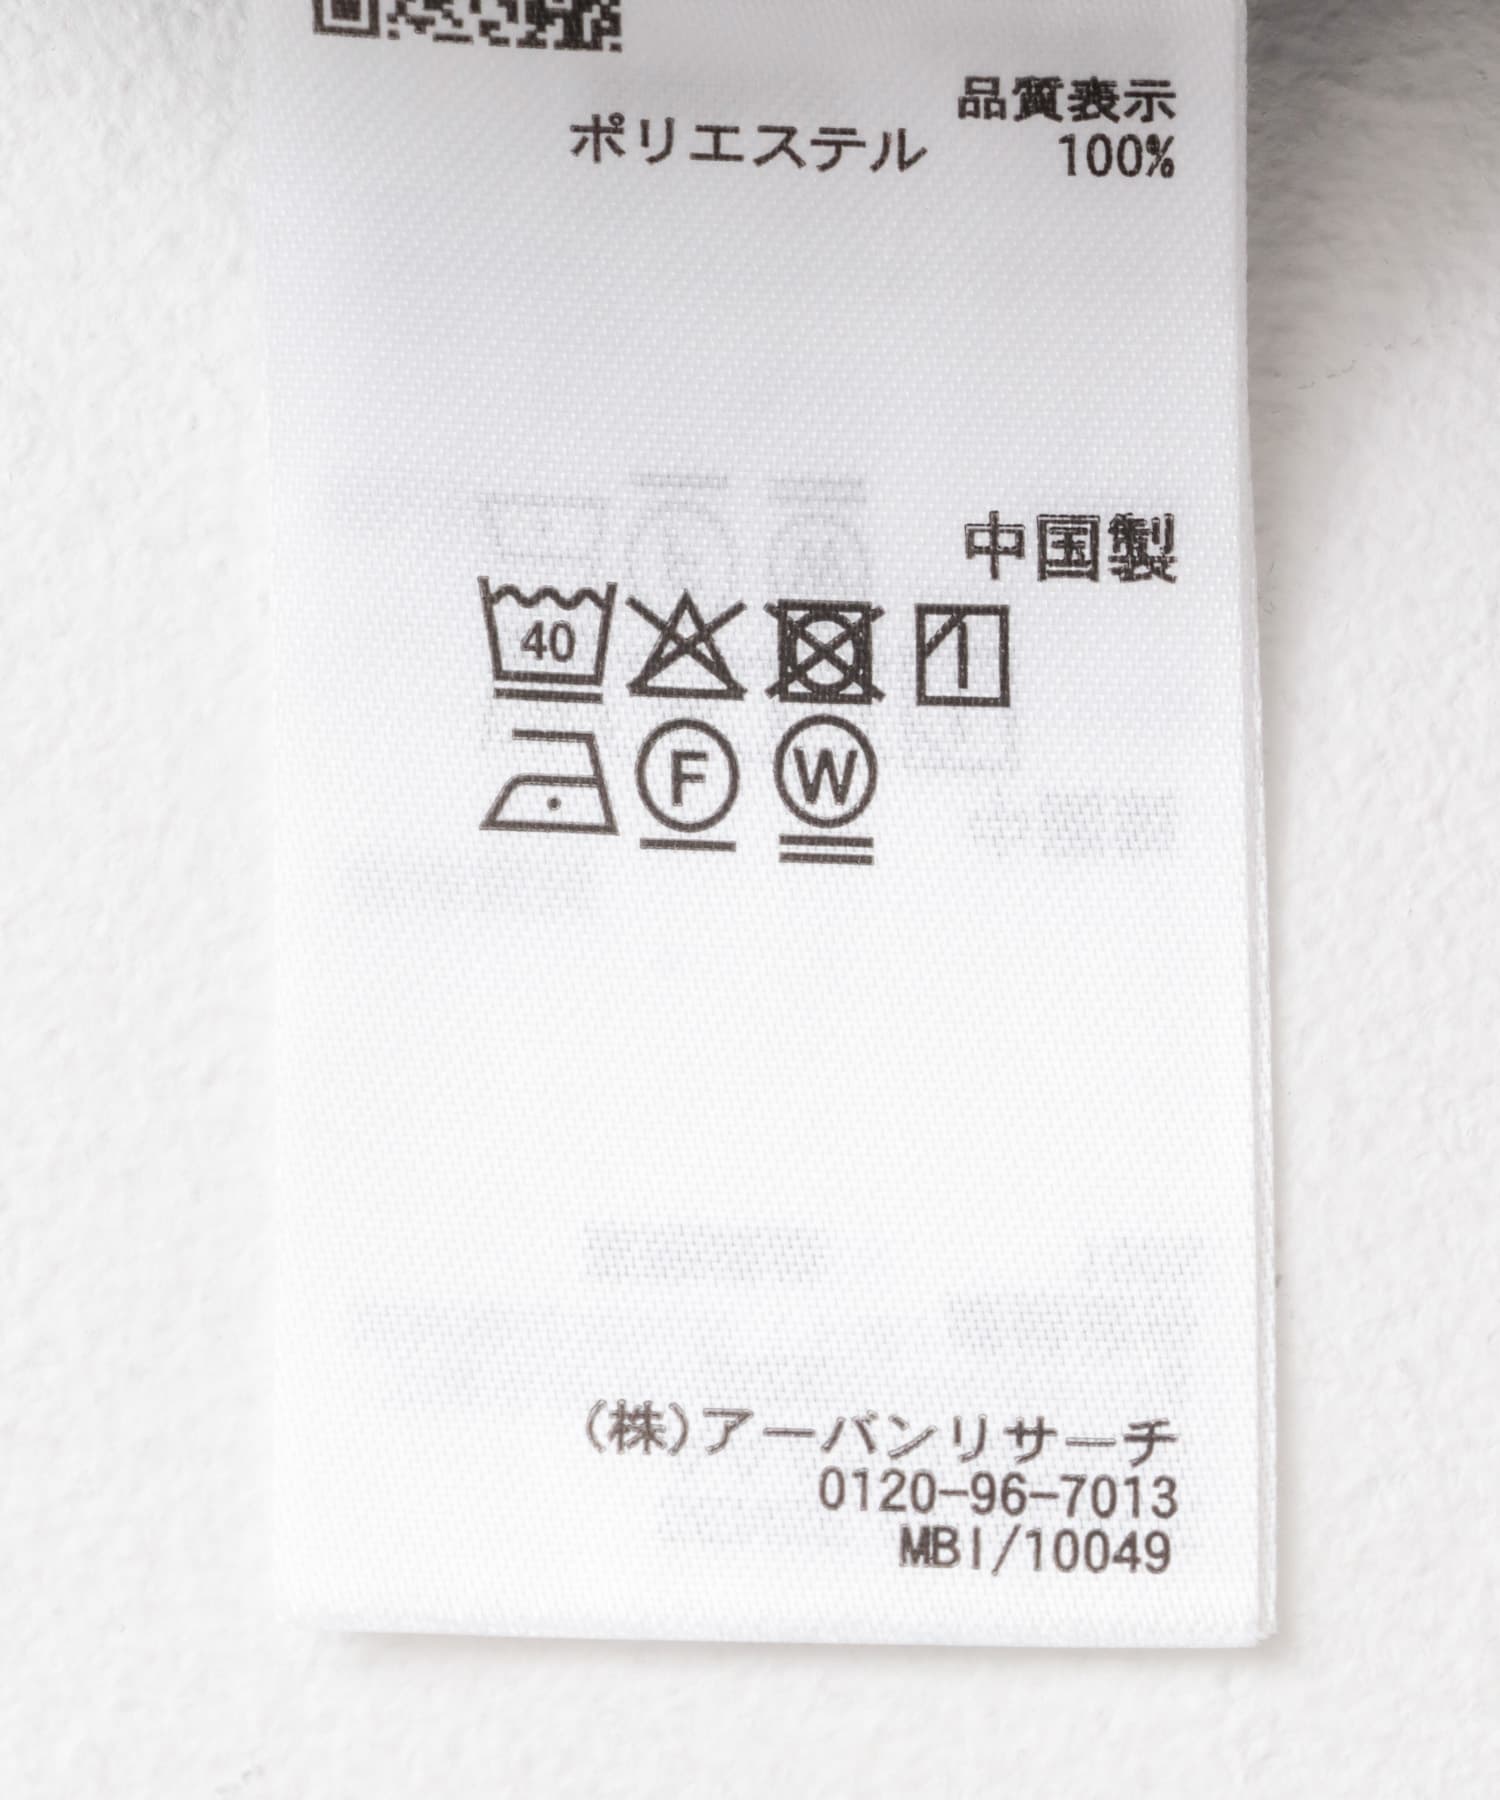 品質表示
ポリエステル 100%
中国製
40
F W
(株)アーバンリサーチ
0120-96-7013
MBI/10049